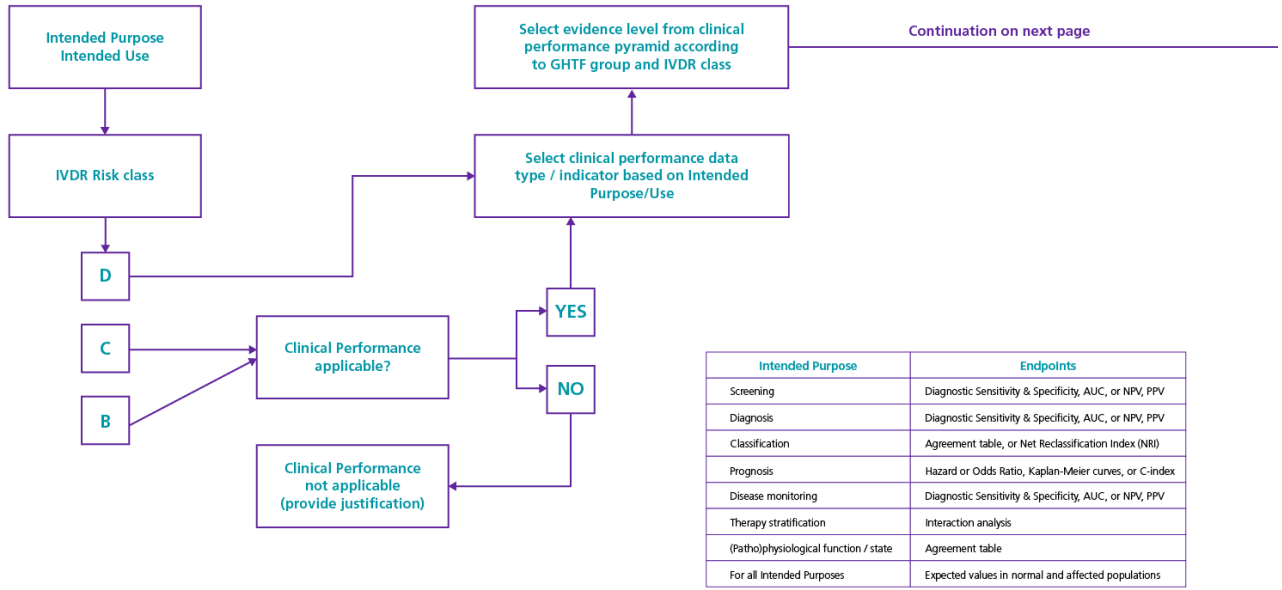 Intended Purpose
Intended Use
Select evidence level from clinical
performance pyramid according
to GHTF group and IVDR class
Continuation on next page
IVDR Risk class
Select clinical performance data
type / indicator based on Intended
Purpose/Use
D
C
B
Clinical Performance
applicable?
YES
NO
Clinical Performance
not applicable
(provide justification)
Intended Purpose Endpoints
Screening Diagnostic Sensitivity & Specificity, AUC, or NPV, PPV
Diagnosis Diagnostic Sensitivity & Specificity, AUC, or NPV, PPV
Classification Agreement table, or Net Reclassification Index (NRI)
Prognosis Hazard or Odds Ratio, Kaplan-Meier curves, or C-index
Disease monitoring Diagnostic Sensitivity & Specificity, AUC, or NPV, PPV
Therapy stratification Interaction analysis
(Patho)physiological function / state Agreement table
For all Intended Purposes Expected values in normal and affected populations